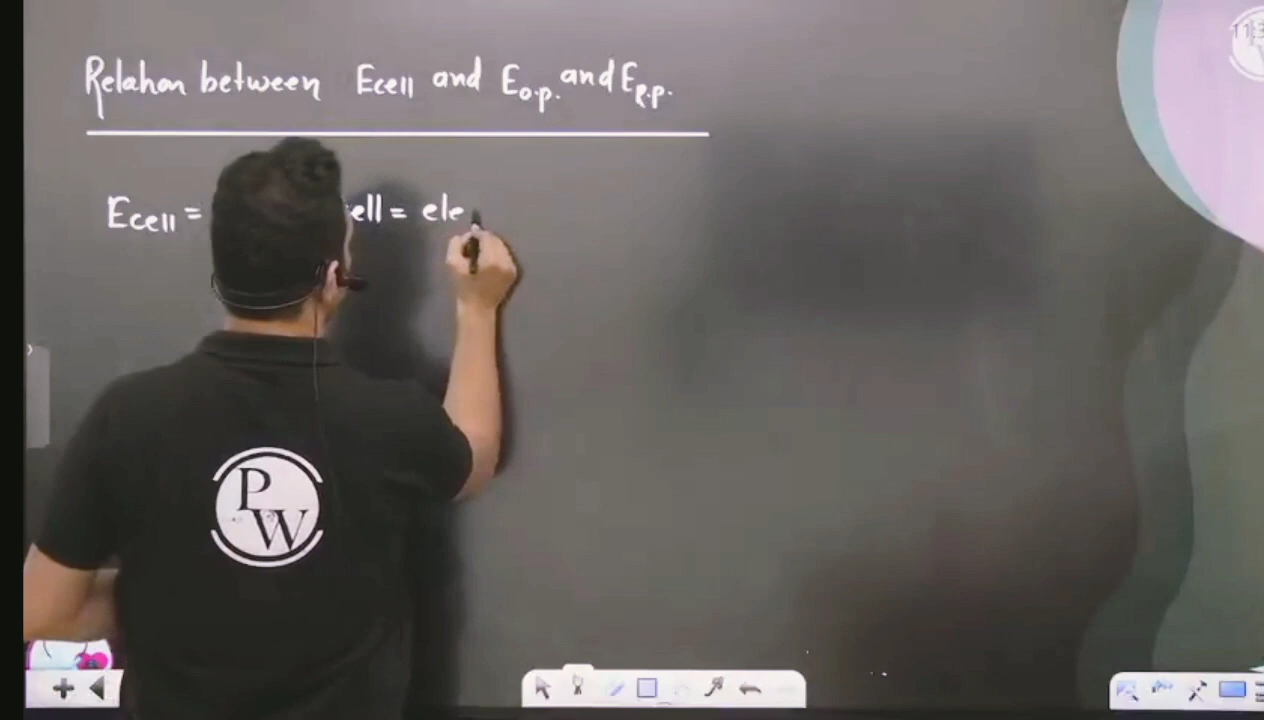 Relation between Ecell and Eo.p. and ER.p.
Ecell = ell = ele
P
W